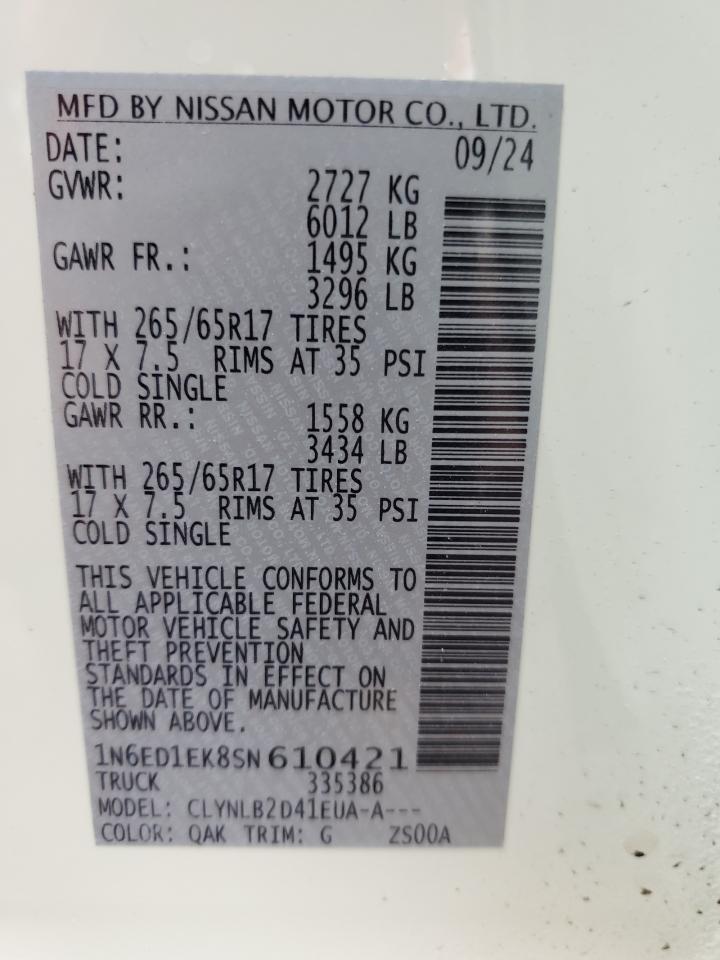 MFD BY NISSAN MOTOR CO., LTD.
DATE: 09/24
GVWR: 2727 KG
6012 LB
GAWR FR.: 1495 KG
3296 LB
WITH 265/65R17 TIRES
17 X 7.5 RIMS AT 35 PSI
COLD SINGLE
GAWR RR.: 1558 KG
3434 LB
WITH 265/65R17 TIRES
17 X 7.5 RIMS AT 35 PSI
COLD SINGLE
THIS VEHICLE CONFORMS TO
ALL APPLICABLE FEDERAL
MOTOR VEHICLE SAFETY AND
THEFT PREVENTION
STANDARDS IN EFFECT ON
THE DATE OF MANUFACTURE
SHOWN ABOVE.
1N6ED1EK8SN610421
TRUCK 335386
MODEL: CLYNLB2D41EUA-A---
COLOR: QAK TRIM: G ZS00A